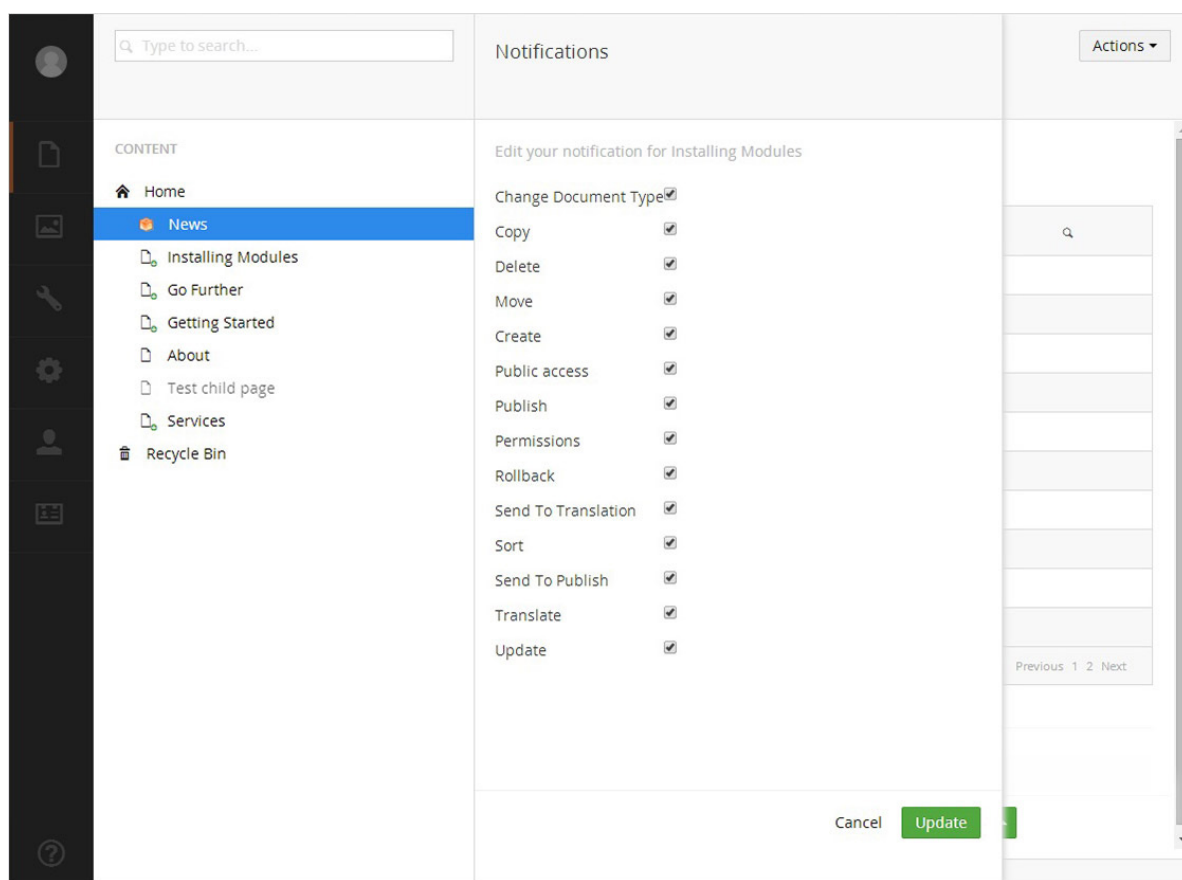 Type to search...
Notifications
Actions
CONTENT
Home
News
Installing Modules
Go Further
Getting Started
About
Test child page
Services
Recycle Bin
Edit your notification for Installing Modules
Change Document Type
Copy
Delete
Move
Create
Public access
Publish
Permissions
Rollback
Send To Translation
Sort
Send To Publish
Translate
Update
Previous 1 2 Next
Cancel Update